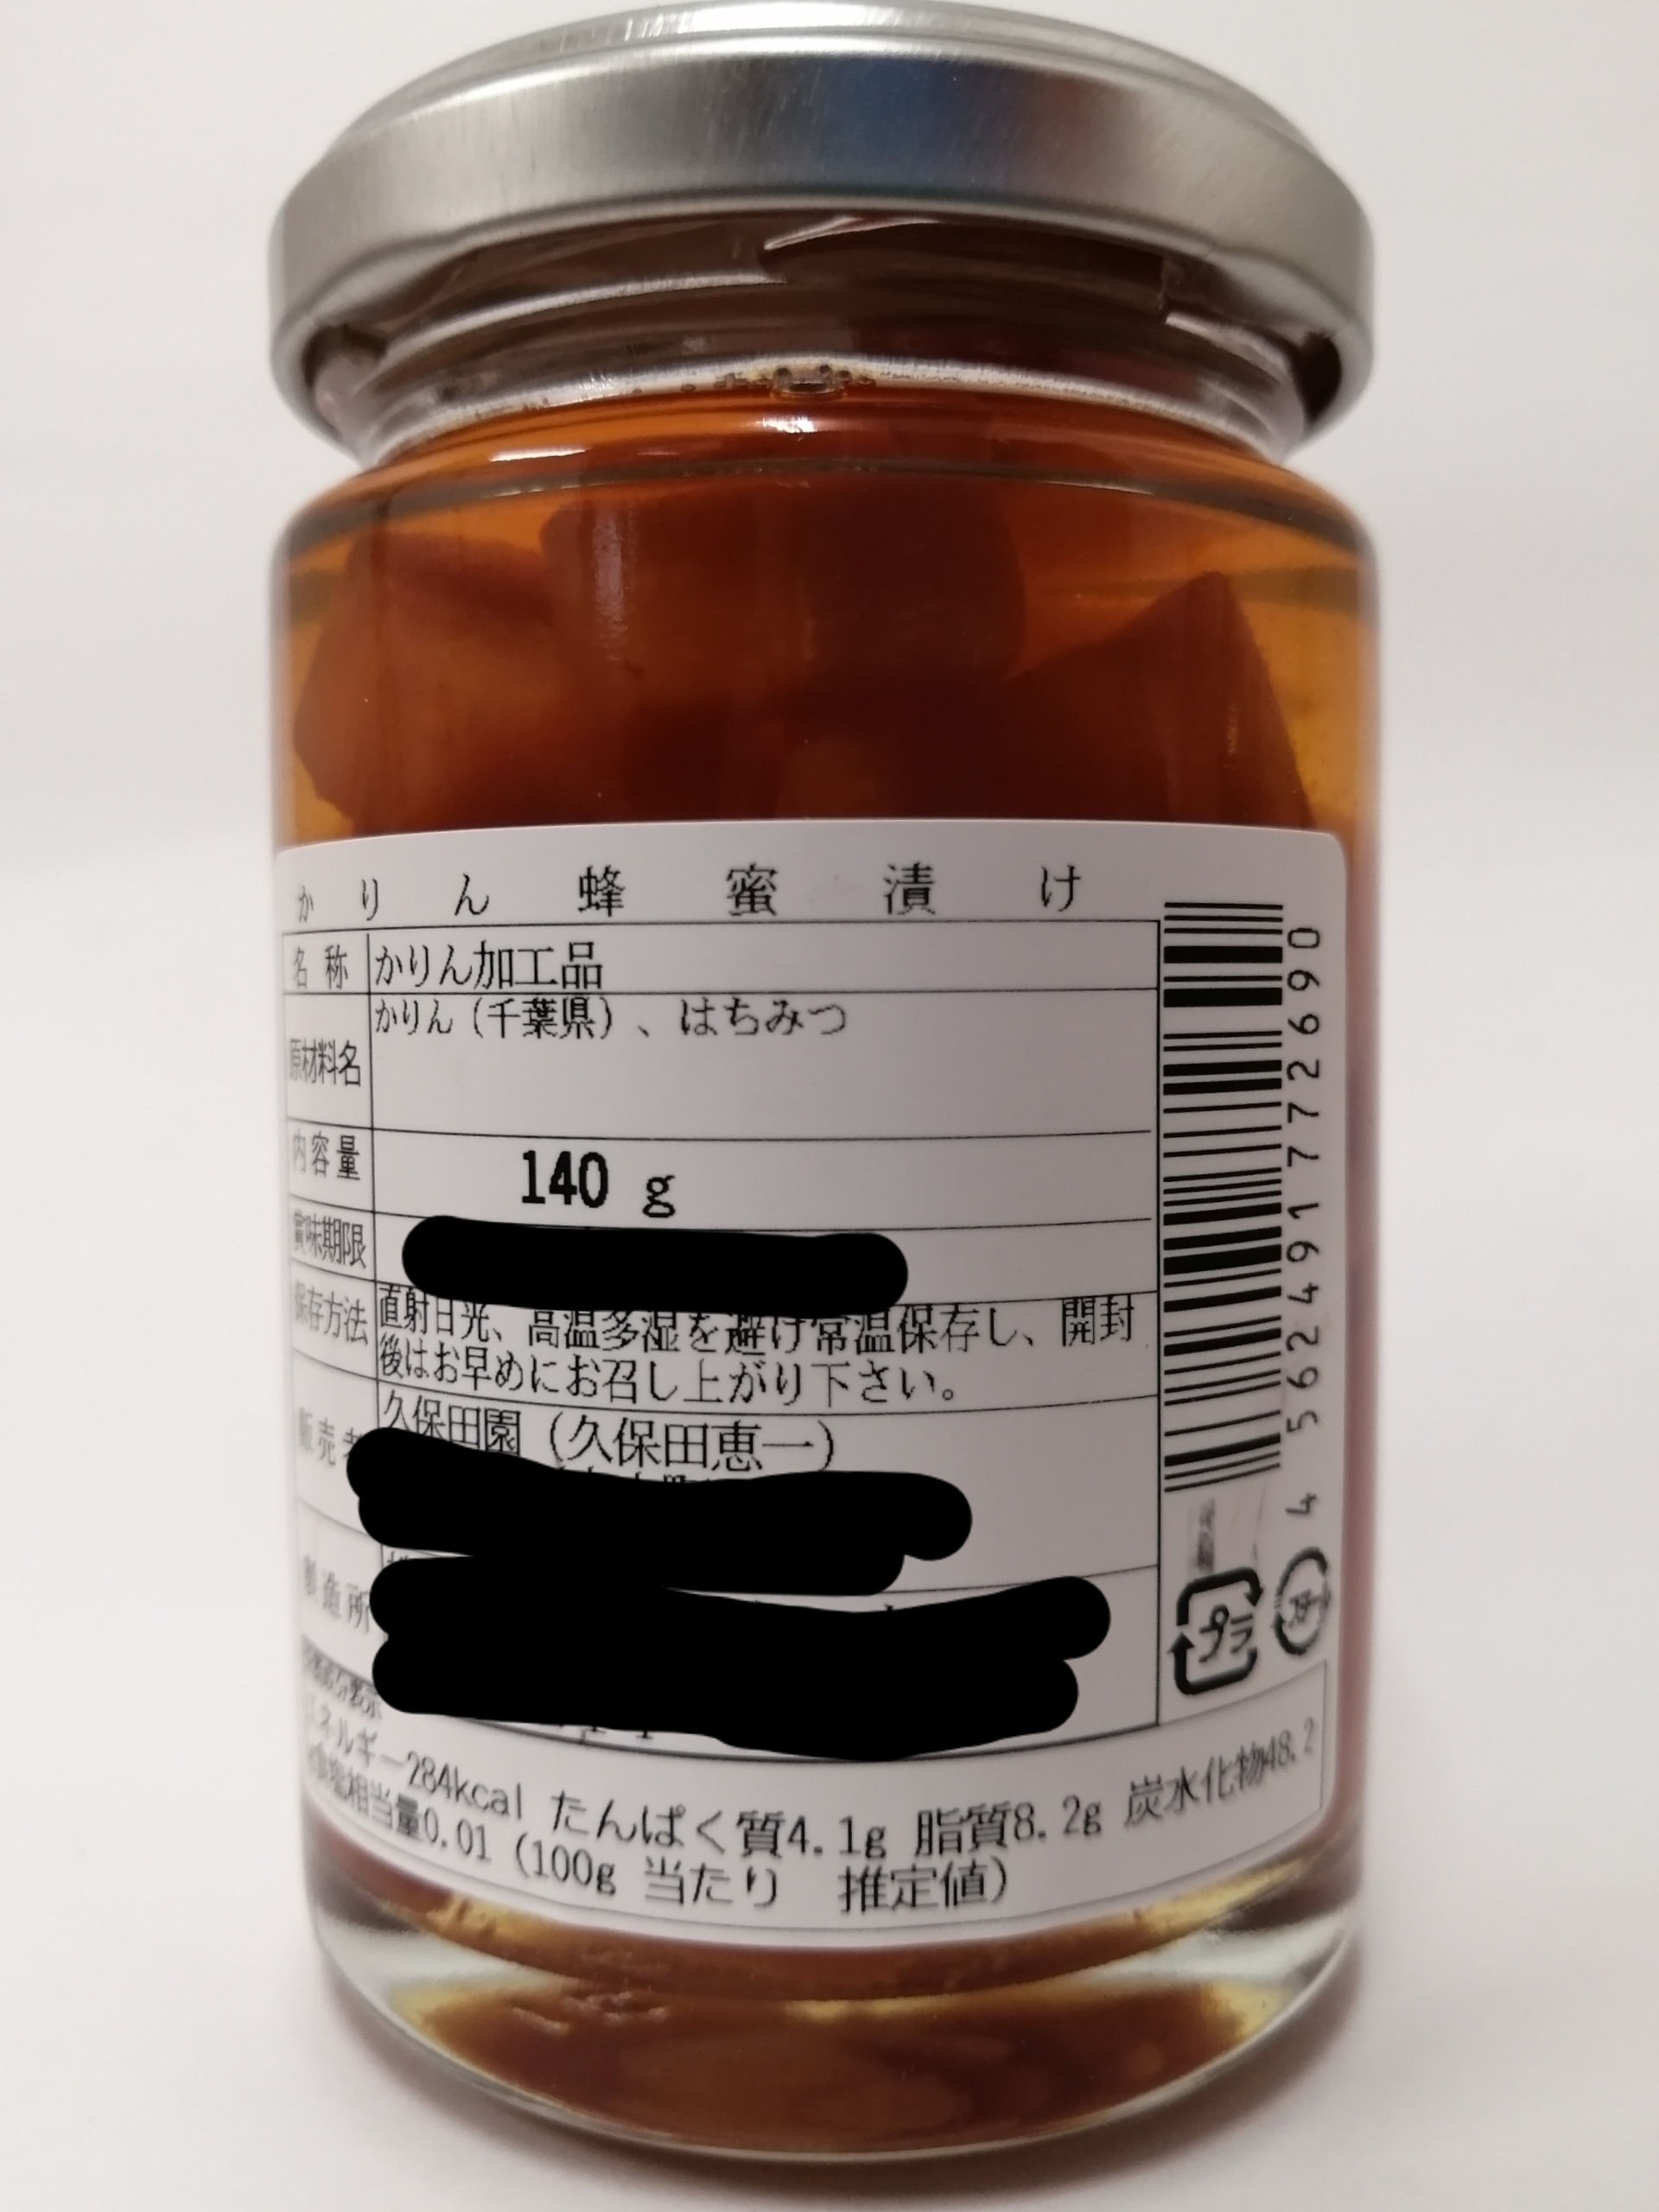 かりん蜂蜜漬け
名称 かりん加工品
原材料名 かりん（千葉県）、はちみつ
内容量 140 g
賞味期限
保存方法 直射日光、高温多湿を避け常温保存し、開封
後はお早めにお召し上がり下さい。
販売者 久保田園（久保田恵一）
製造所
エネルギー284kcal たんぱく質4.1g 脂質8.2g 炭水化物48.2
食塩相当量0.01（100g 当たり 推定値）
4 562491 772690
プラ